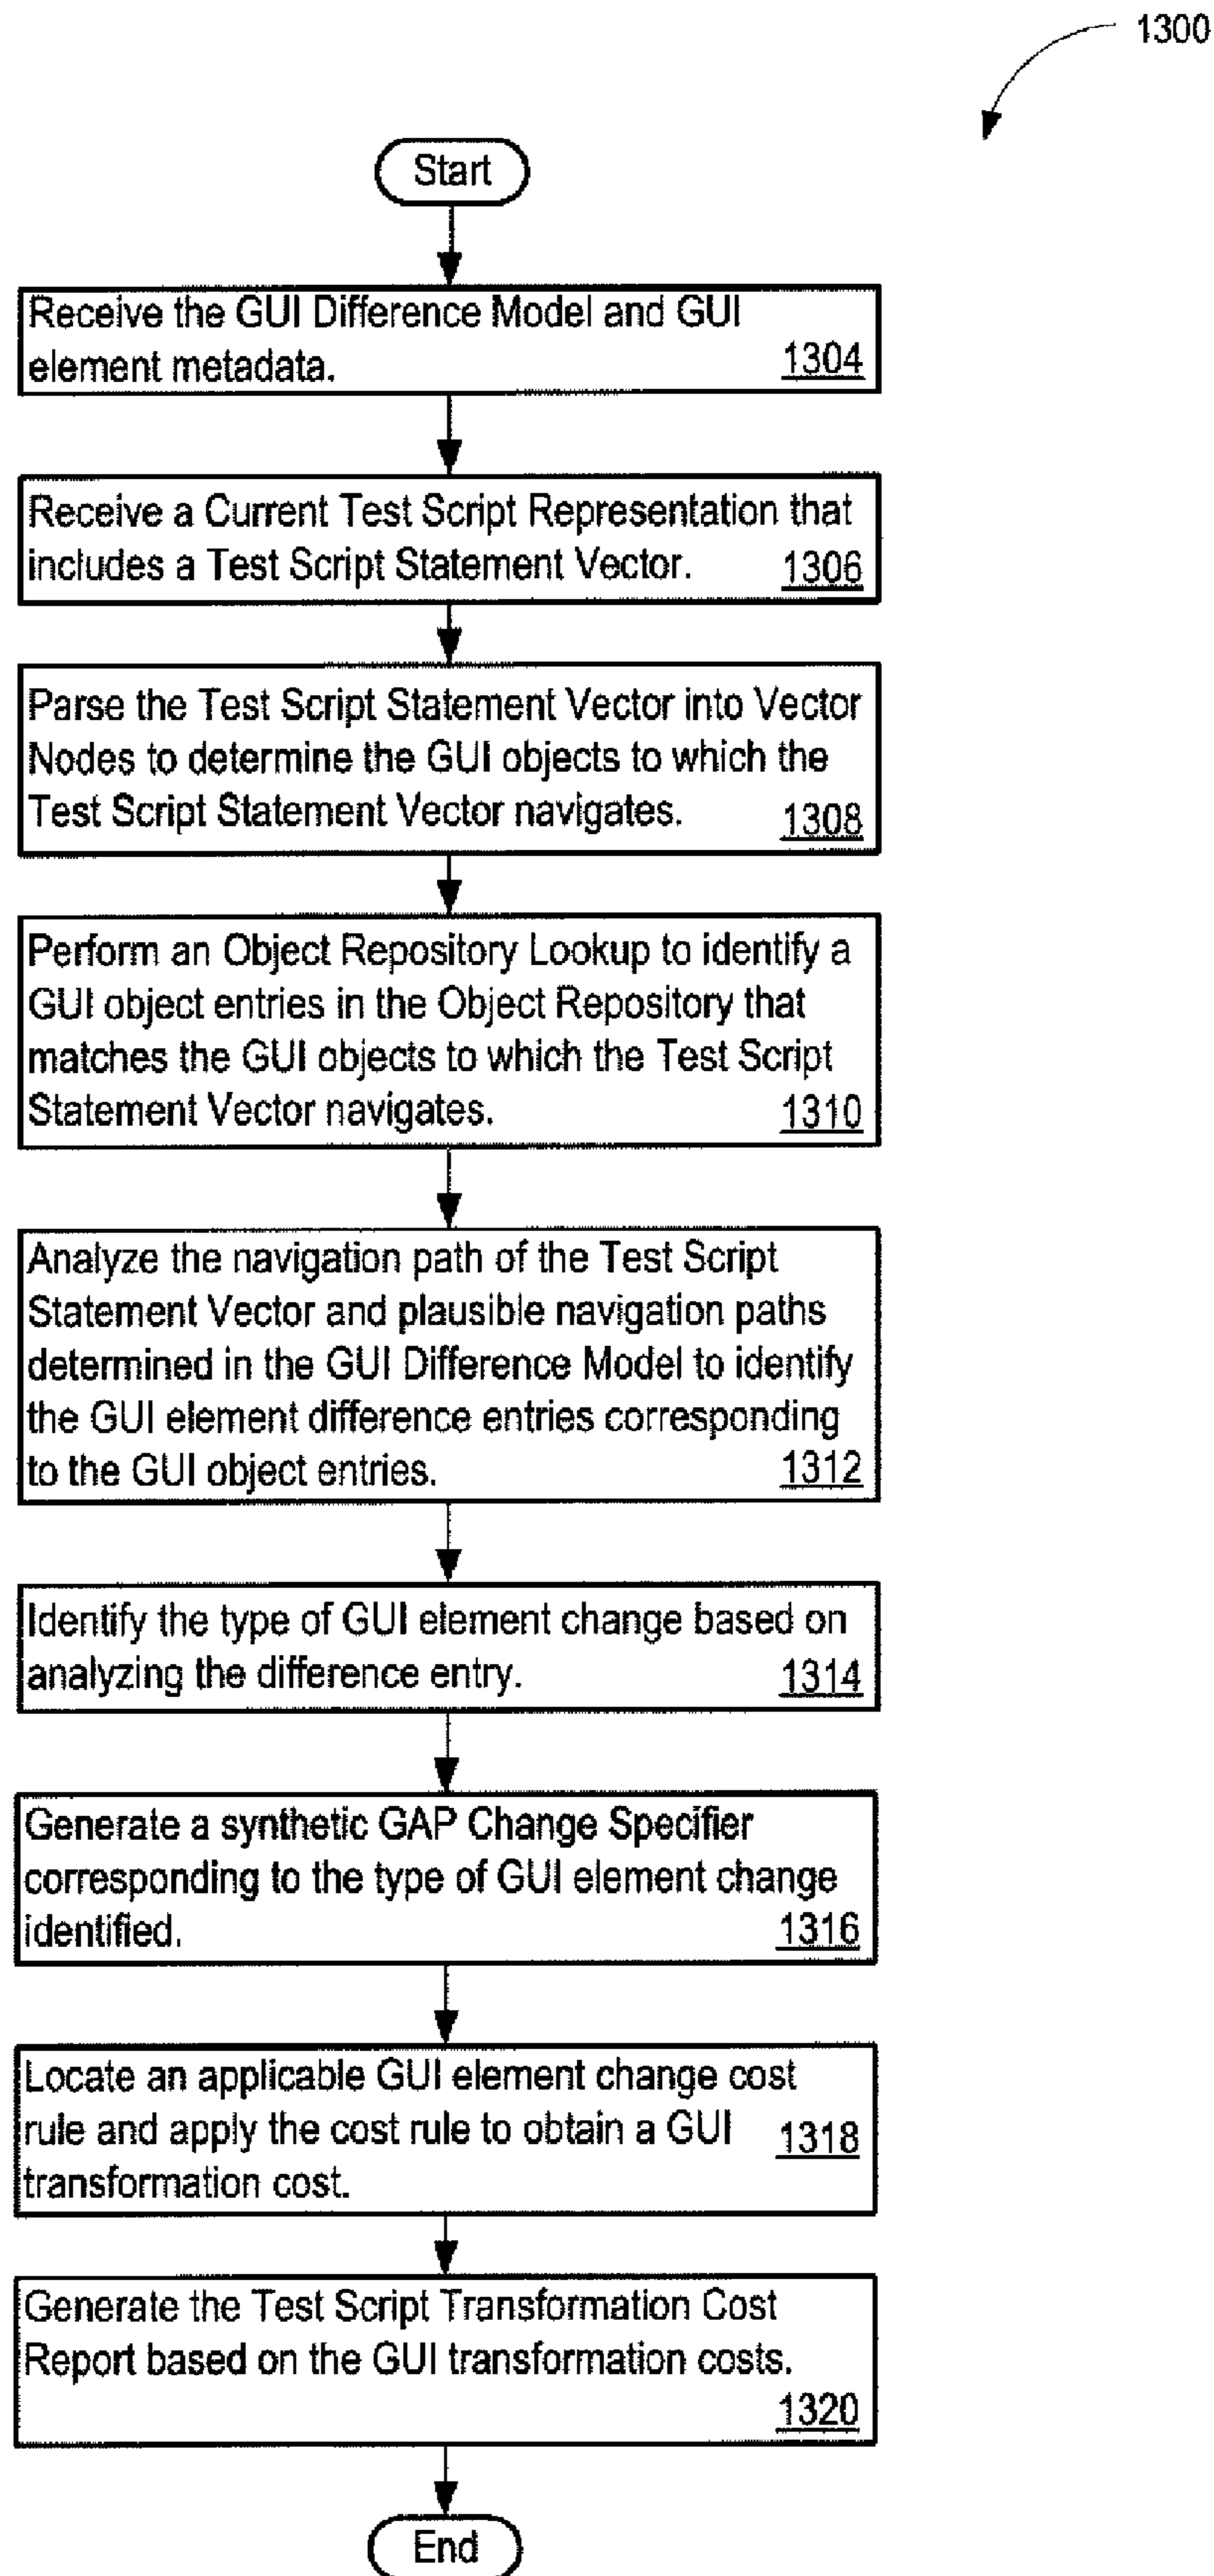 1300
Start
Receive the GUI Difference Model and GUI
element metadata. 1304
Receive a Current Test Script Representation that
includes a Test Script Statement Vector. 1306
Parse the Test Script Statement Vector into Vector
Nodes to determine the GUI objects to which the
Test Script Statement Vector navigates. 1308
Perform an Object Repository Lookup to identify a
GUI object entries in the Object Repository that
matches the GUI objects to which the Test Script
Statement Vector navigates. 1310
Analyze the navigation path of the Test Script
Statement Vector and plausible navigation paths
determined in the GUI Difference Model to identify
the GUI element difference entries corresponding
to the GUI object entries. 1312
Identify the type of GUI element change based on
analyzing the difference entry. 1314
Generate a synthetic GAP Change Specifier
corresponding to the type of GUI element change
identified. 1316
Locate an applicable GUI element change cost
rule and apply the cost rule to obtain a GUI 1318
transformation cost.
Generate the Test Script Transformation Cost
Report based on the GUI transformation costs.
1320
End